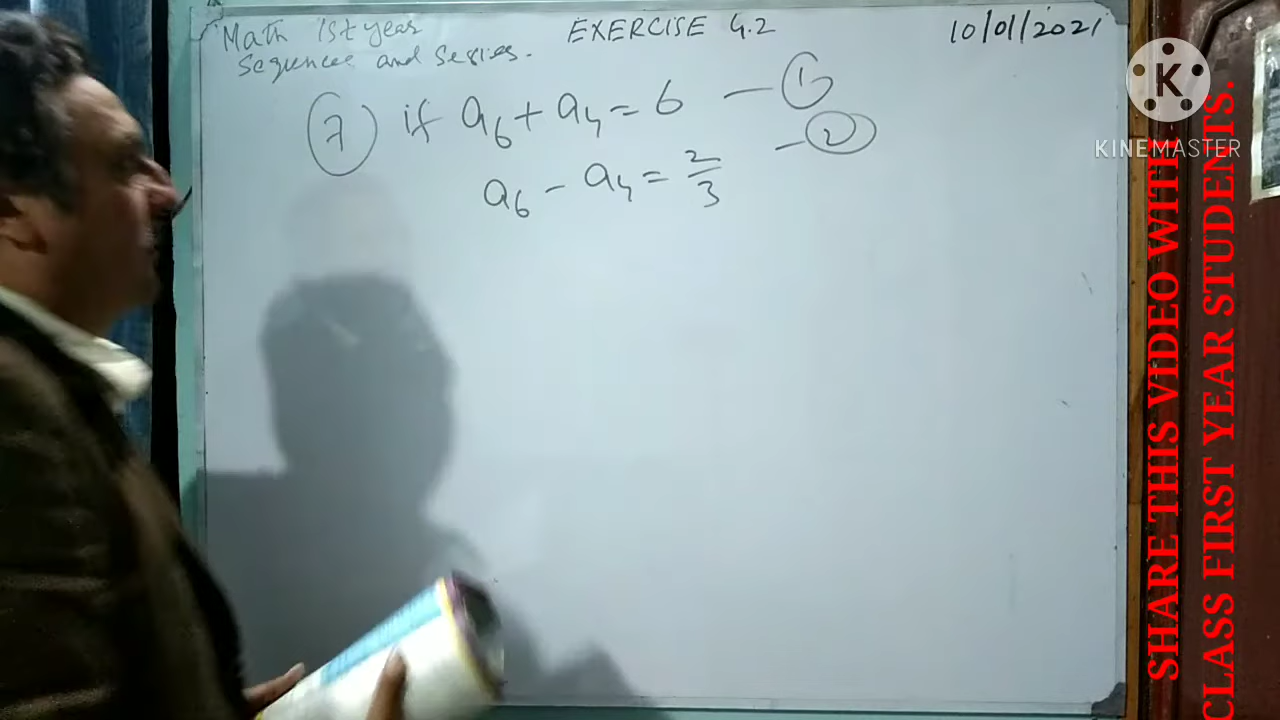 Math 1st year EXERCISE 4.2 10/01/2021
Sequences and Series.
7 if a₆ + a₄ = 6 — 1
a₆ - a₄ = 2/3 - 2
KINEMASTER
K
SHARE THIS VIDEO WITH
CLASS FIRST YEAR STUDENTS.